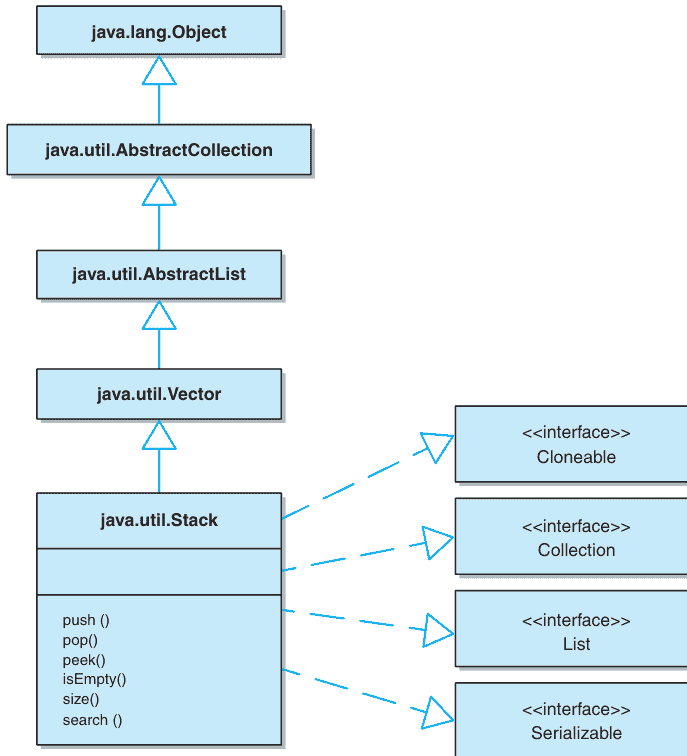 java.lang.Object
java.util.AbstractCollection
java.util.AbstractList
java.util.Vector
java.util.Stack
push ()
pop()
peek()
isEmpty()
size()
search ()
<<interface>>
Cloneable
<<interface>>
Collection
<<interface>>
List
<<interface>>
Serializable